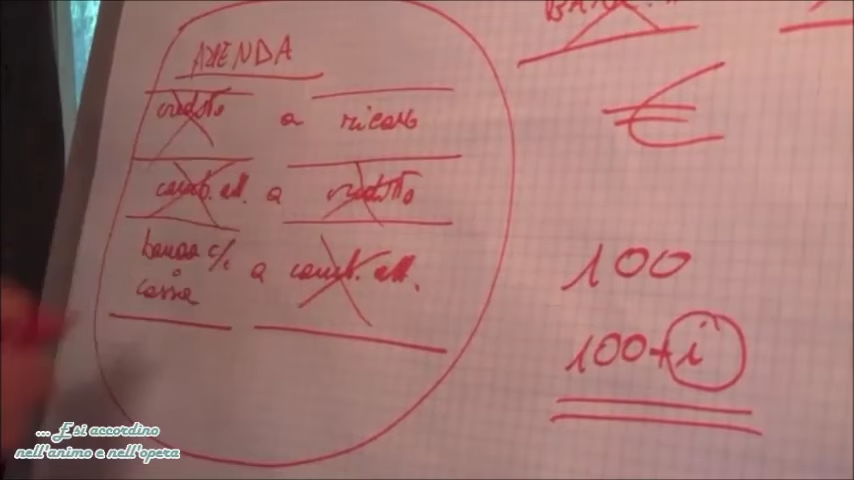 AZIENDA
credito a ricavo
camb. att. a credito
banca c/c a camb. att.
o
cassa
€
100
100+i
... E si accordino
nell'animo e nell'opera